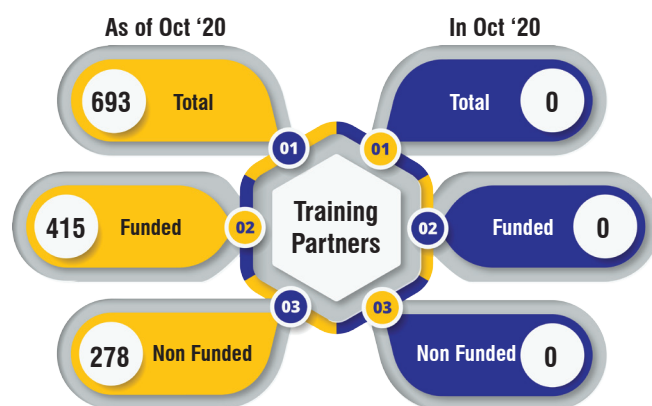 As of Oct ‘20
In Oct ‘20
693 Total
Total 0
01
01
415 Funded
02
Training
Partners
02
Funded 0
03
03
278 Non Funded
Non Funded 0